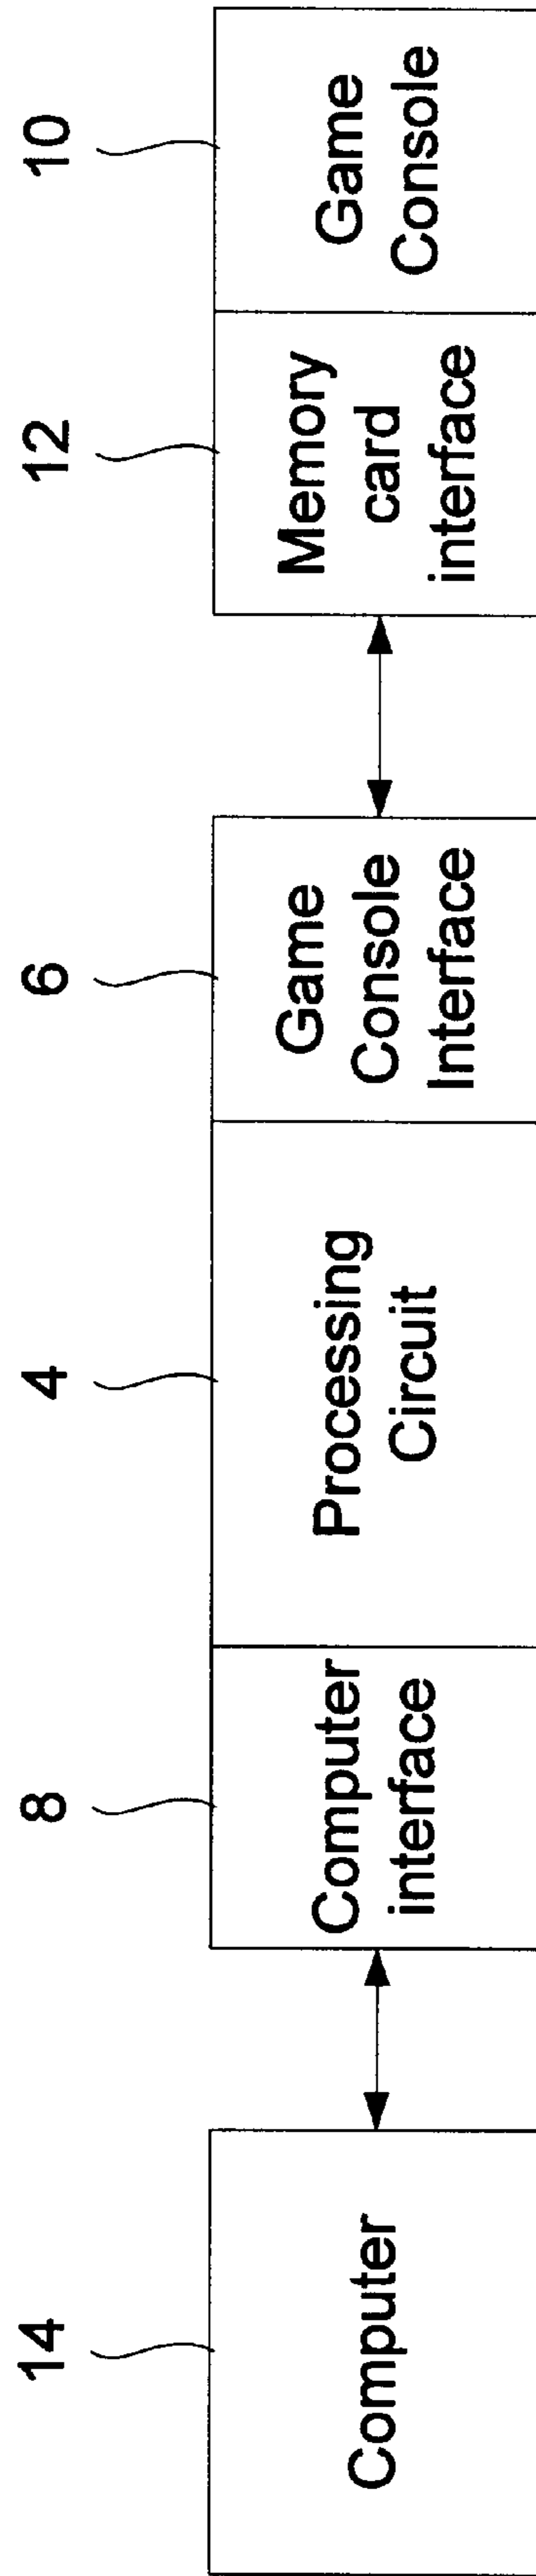 14
8
4
6
12
10
Computer
Computer
interface
Processing
Circuit
Game
Console
Interface
Memory
card
interface
Game
Console